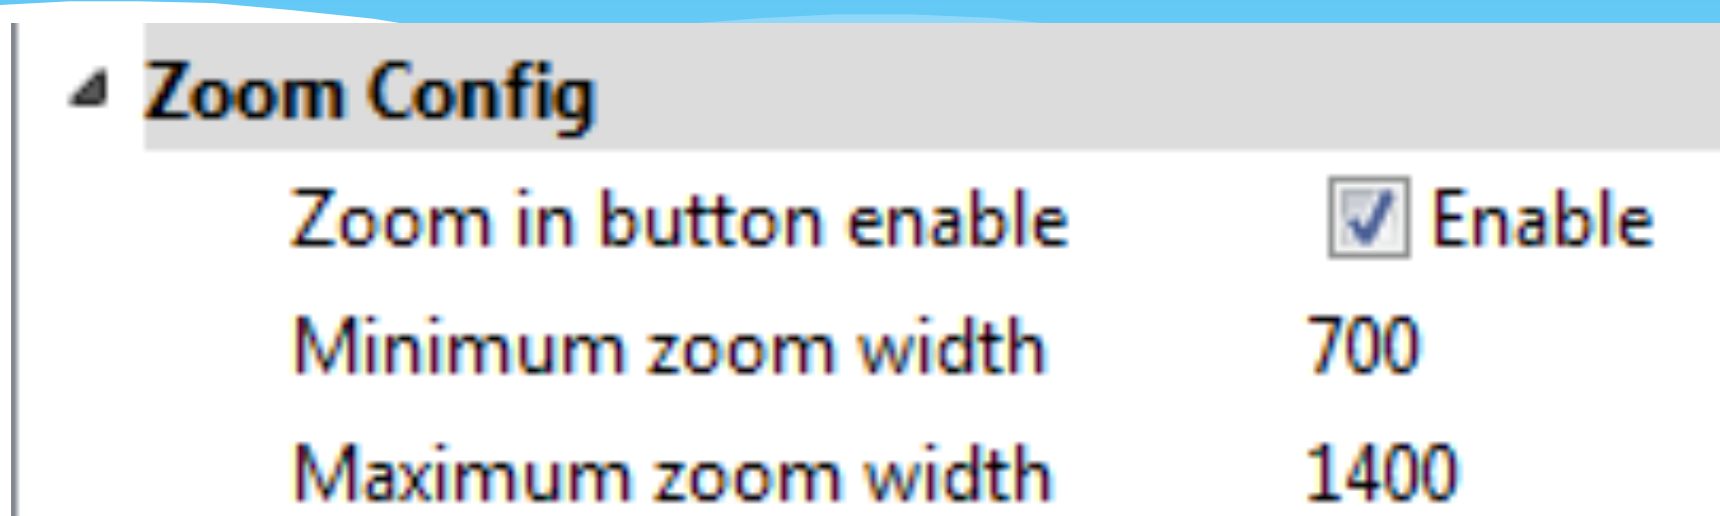 Zoom Config
Zoom in button enable Enable
Minimum zoom width 700
Maximum zoom width 1400